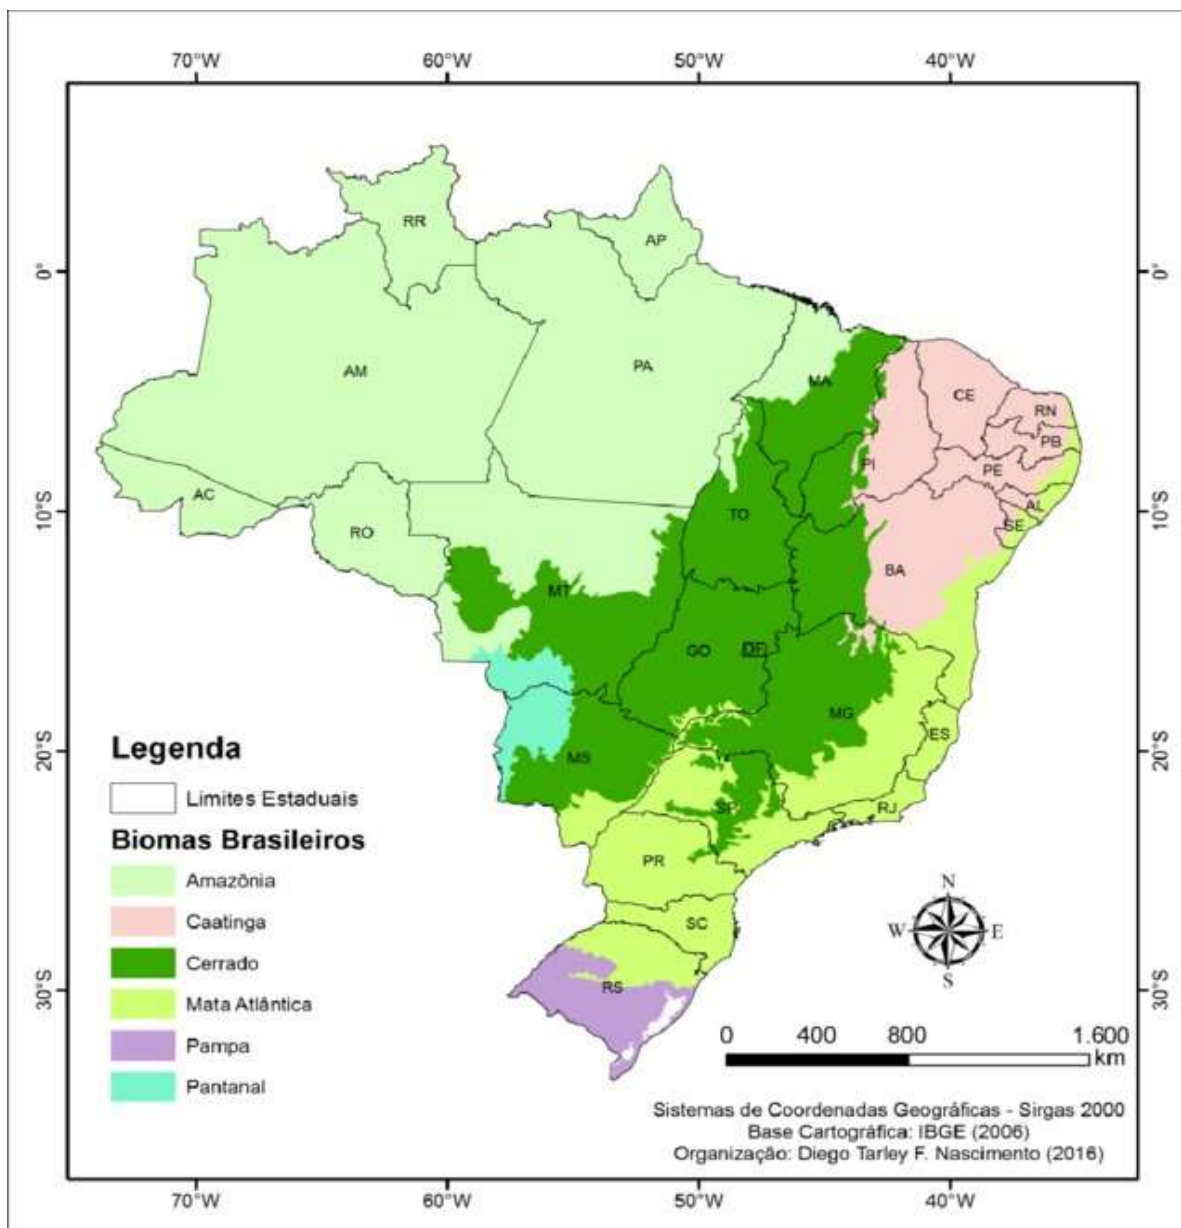 70°W 60°W 50°W 40°W
0° 0°
10°S 10°S
20°S 20°S
30°S 30°S
RR
AP
AM
PA
MA
CE
RN
PB
PI
PE
AC
AL
SE
RO
TO
BA
MT
GO
DF
MG
ES
MS
SP
RJ
PR
SC
RS
Legenda
Limites Estaduais
Biomas Brasileiros
Amazônia
Caatinga
Cerrado
Mata Atlântica
Pampa
Pantanal
N
W E
S
0 400 800 1.600
km
Sistemas de Coordenadas Geográficas - Sirgas 2000
Base Cartográfica: IBGE (2006)
Organização: Diego Tarley F. Nascimento (2016)
70°W 60°W 50°W 40°W